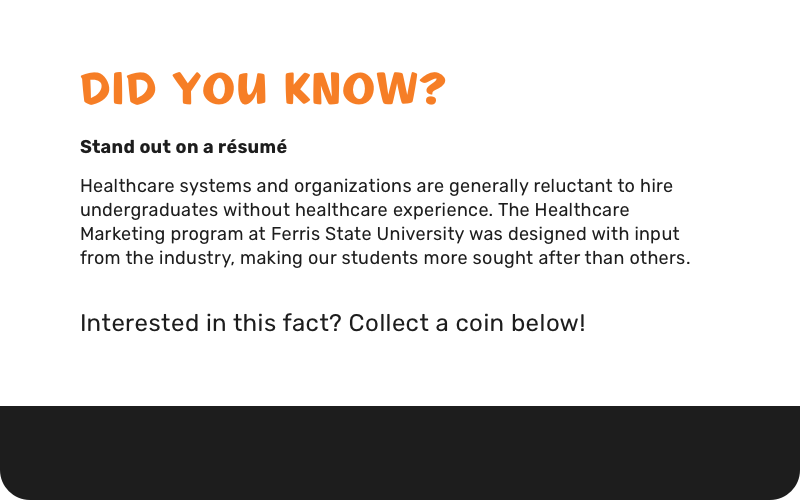 DID YOU KNOW?
Stand out on a résumé
Healthcare systems and organizations are generally reluctant to hire
undergraduates without healthcare experience. The Healthcare
Marketing program at Ferris State University was designed with input
from the industry, making our students more sought after than others.
Interested in this fact? Collect a coin below!